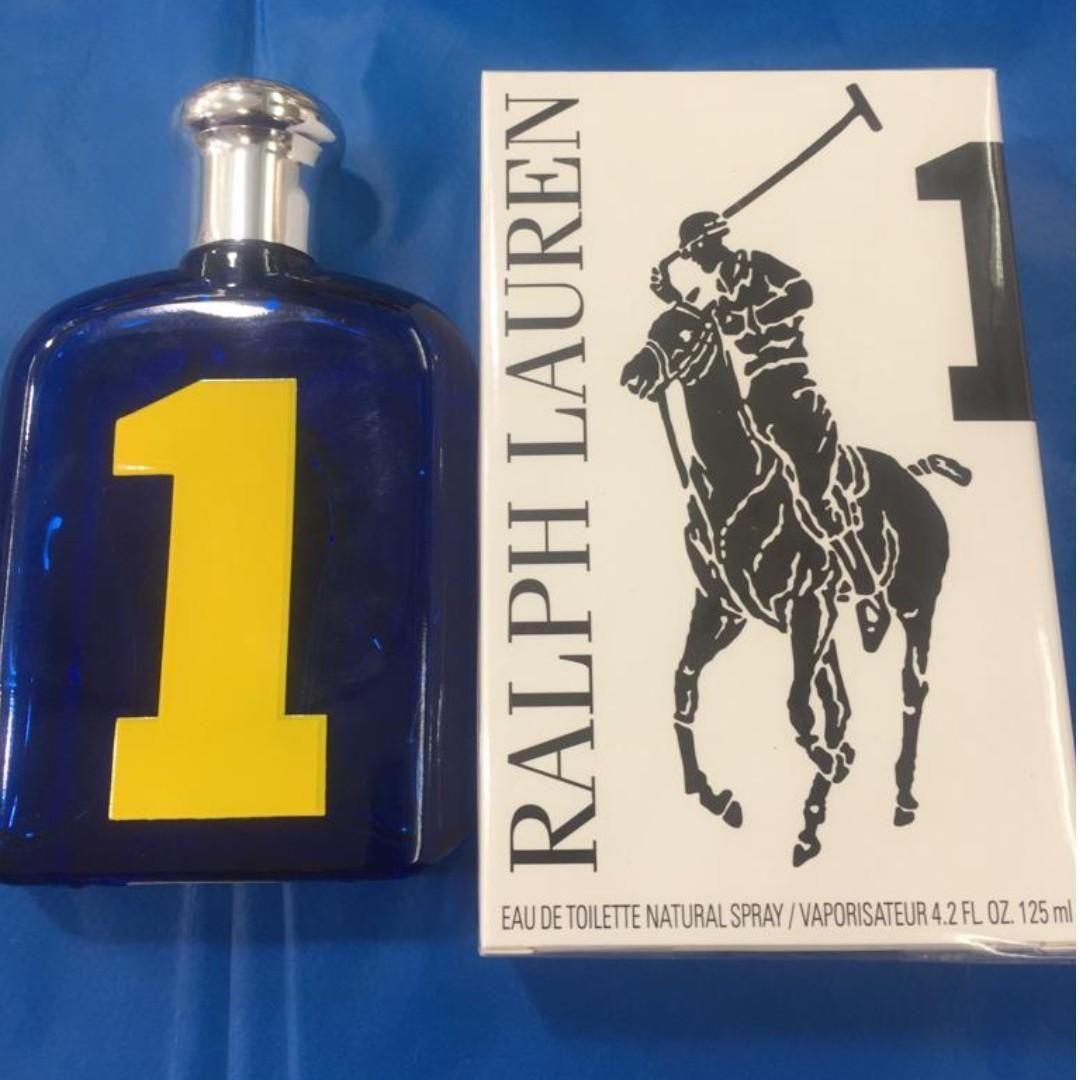 1
RALPH LAUREN
1
EAU DE TOILETTE NATURAL SPRAY / VAPORISATEUR 4.2 FL. OZ. 125 ml